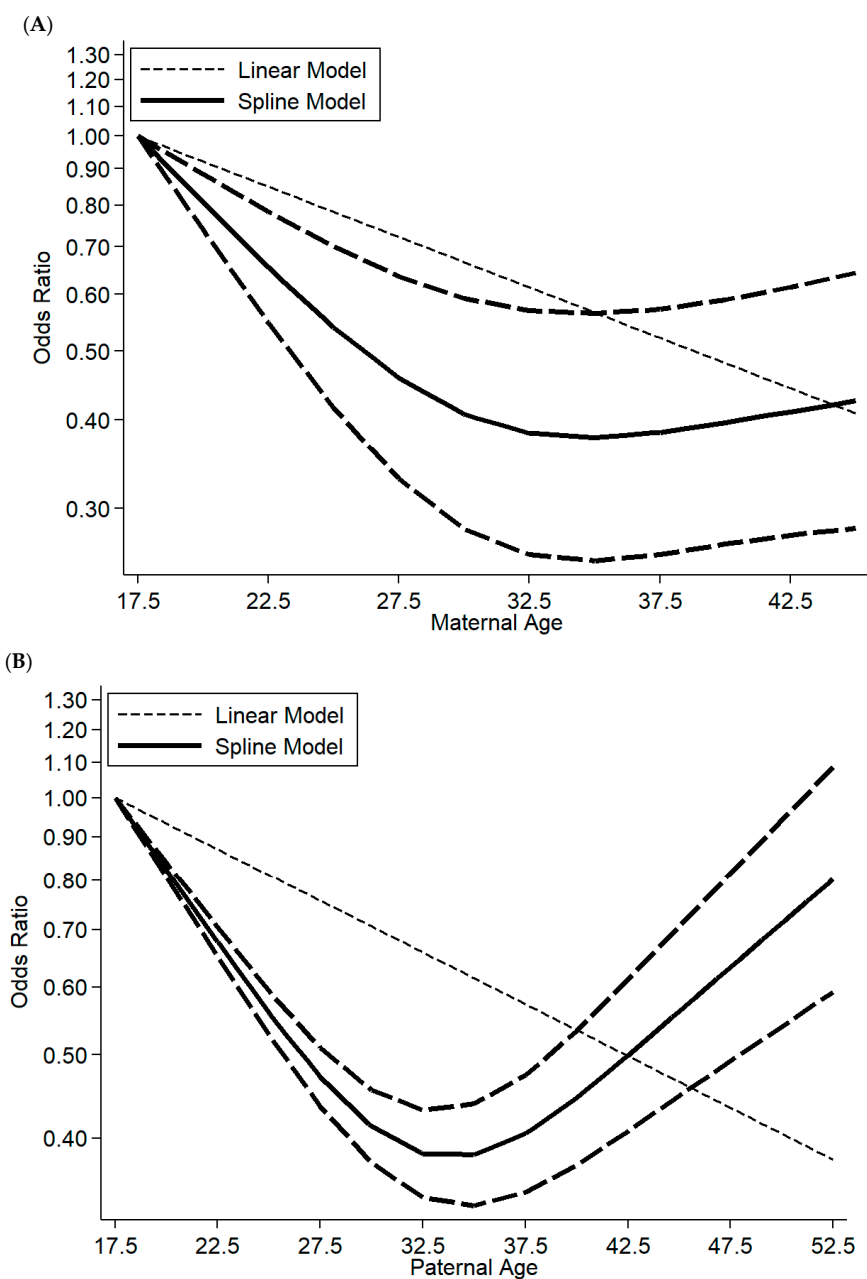 (A)
1.30
1.20
1.10
1.00
0.90
0.80
0.70
0.60
0.50
0.40
0.30
Odds Ratio
Linear Model
Spline Model
17.5 22.5 27.5 32.5 37.5 42.5
Maternal Age
(B)
1.30
1.20
1.10
1.00
0.90
0.80
0.70
0.60
0.50
0.40
Odds Ratio
Linear Model
Spline Model
17.5 22.5 27.5 32.5 37.5 42.5 47.5 52.5
Paternal Age